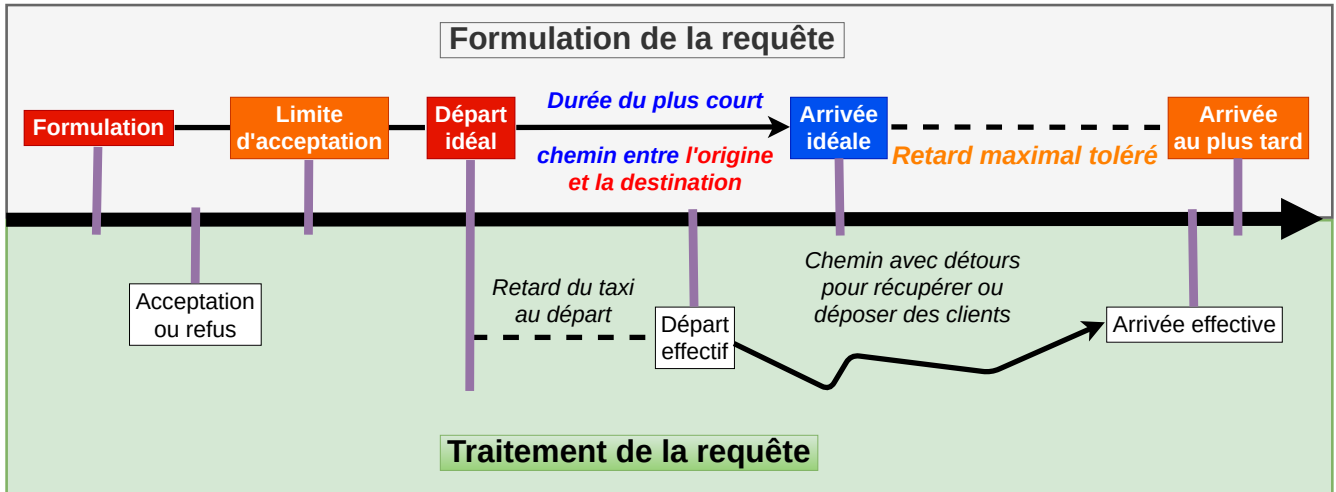 Formulation de la requête
Formulation
Limite
d'acceptation
Départ
idéal
Durée du plus court
chemin entre l'origine
et la destination
Arrivée
idéale
Retard maximal toléré
Arrivée
au plus tard
Acceptation
ou refus
Retard du taxi
au départ
Départ
effectif
Chemin avec détours
pour récupérer ou
déposer des clients
Arrivée effective
Traitement de la requête